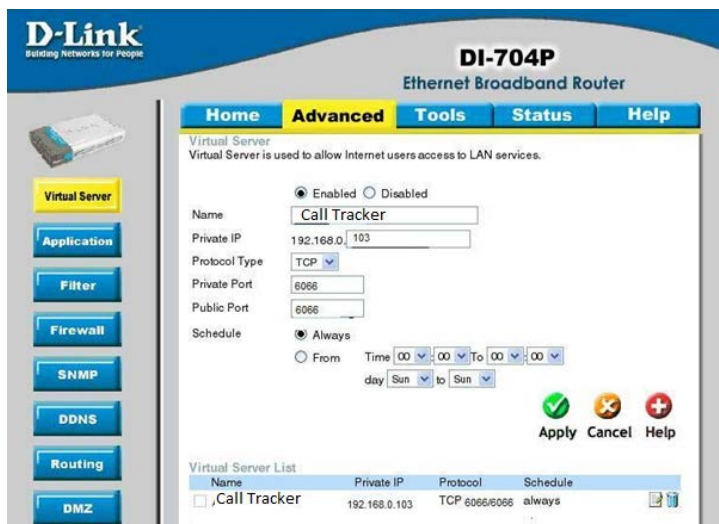 D-Link
Building Networks for People
DI-704P
Ethernet Broadband Router
Home Advanced Tools Status Help
Virtual Server
Application
Filter
Firewall
SNMP
DDNS
Routing
DMZ
Virtual Server
Virtual Server is used to allow Internet users access to LAN services.
Enabled Disabled
Name Call Tracker
Private IP 192.168.0. 103
Protocol Type TCP
Private Port 6066
Public Port 6066
Schedule Always
From Time 00 : 00 To 00 : 00
day Sun to Sun
Apply Cancel Help
Virtual Server List
Name Private IP Protocol Schedule
Call Tracker 192.168.0.103 TCP 6066/6066 always